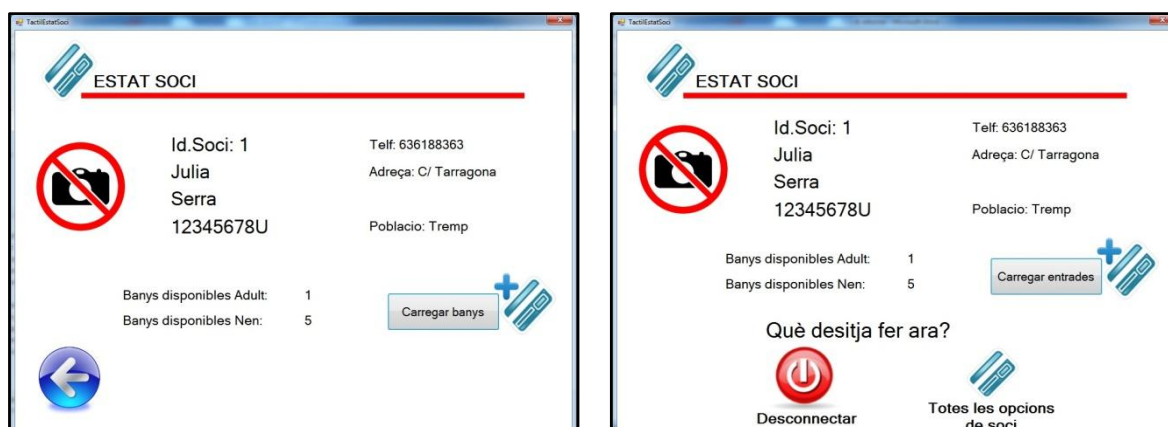 TactilEstatSoci
ESTAT SOCI
Id.Soci: 1
Julia
Serra
12345678U
Telf: 636188363
Adreça: C/ Tarragona
Poblacio: Tremp
Banys disponibles Adult: 1
Banys disponibles Nen: 5
Carregar banys
TactilEstatSoci
ESTAT SOCI
Id.Soci: 1
Julia
Serra
12345678U
Telf: 636188363
Adreça: C/ Tarragona
Poblacio: Tremp
Banys disponibles Adult: 1
Banys disponibles Nen: 5
Carregar entrades
Què desitja fer ara?
Desconnectar
Totes les opcions
de soci